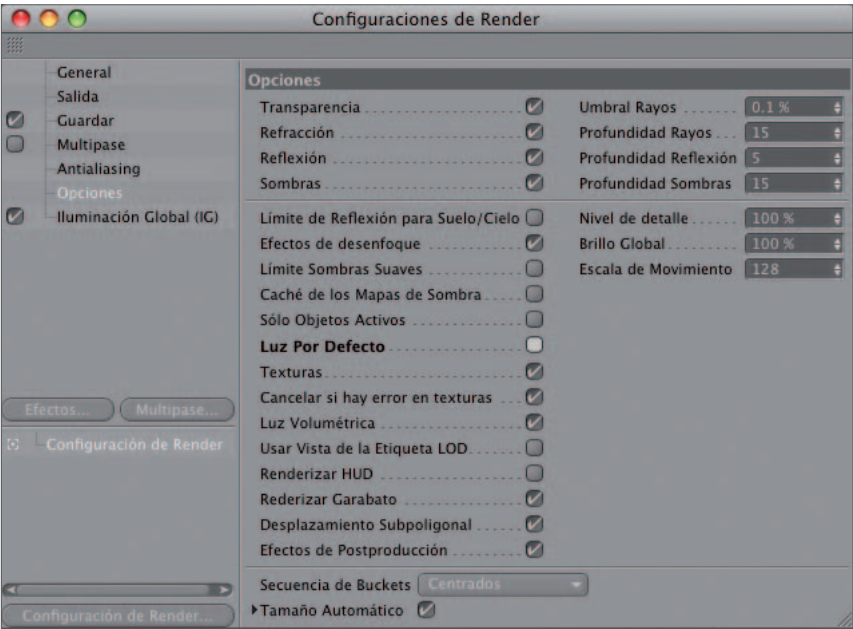 Configuraciones de Render
General
Salida
Guardar
Multipase
Antialiasing
Opciones
Iluminación Global (IG)
Efectos...
Multipase...
Configuración de Render
Configuración de Render...
Opciones
Transparencia
Umbral Rayos 0.1 %
Refracción
Profundidad Rayos 15
Reflexión
Profundidad Reflexión 5
Sombras
Profundidad Sombras 15
Límite de Reflexión para Suelo/Cielo
Nivel de detalle 100 %
Efectos de desenfoque
Brillo Global 100 %
Límite Sombras Suaves
Escala de Movimiento 128
Caché de los Mapas de Sombra
Sólo Objetos Activos
Luz Por Defecto
Texturas
Cancelar si hay error en texturas
Luz Volumétrica
Usar Vista de la Etiqueta LOD
Renderizar HUD
Rederizar Garabato
Desplazamiento Subpoligonal
Efectos de Postproducción
Secuencia de Buckets Centrados
Tamaño Automático